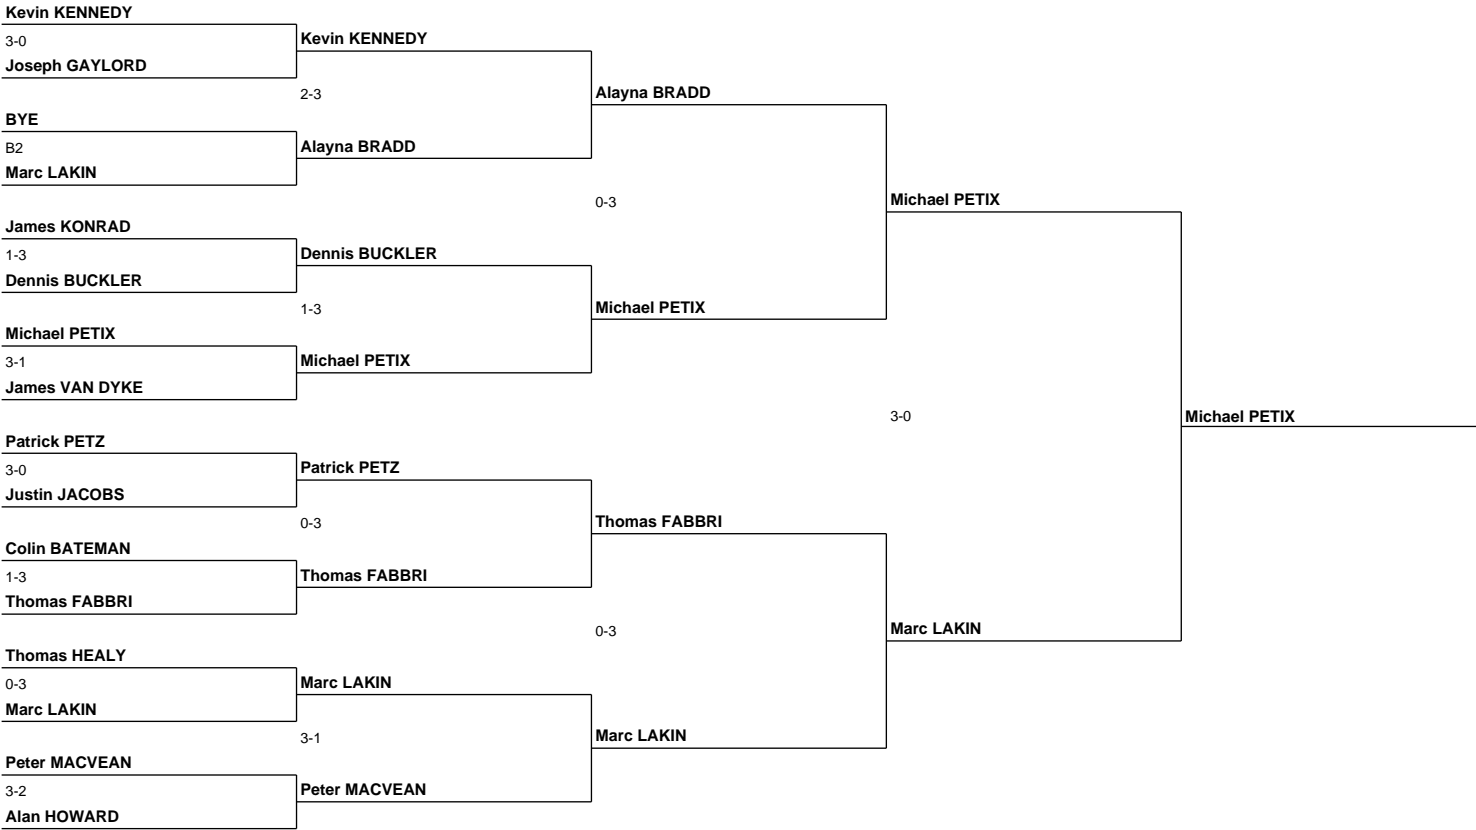 Kevin KENNEDY
3-0
Joseph GAYLORD
BYE
B2
Marc LAKIN
James KONRAD
1-3
Dennis BUCKLER
Michael PETIX
3-1
James VAN DYKE
Patrick PETZ
3-0
Justin JACOBS
Colin BATEMAN
1-3
Thomas FABBRI
Thomas HEALY
0-3
Marc LAKIN
Peter MACVEAN
3-2
Alan HOWARD
Kevin KENNEDY
2-3
Alayna BRADD
Dennis BUCKLER
1-3
Michael PETIX
Patrick PETZ
0-3
Thomas FABBRI
Marc LAKIN
3-1
Peter MACVEAN
Alayna BRADD
0-3
Michael PETIX
Thomas FABBRI
0-3
Marc LAKIN
Michael PETIX
3-0
Marc LAKIN
Michael PETIX